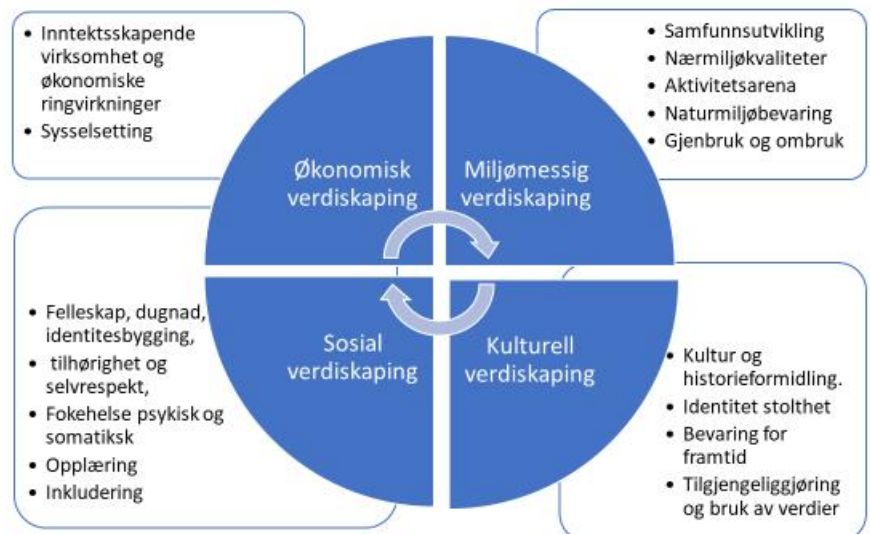 • Inntektsskapende
virksomhet og
økonomiske
ringvirkninger
• Sysselsetting
• Samfunnsutvikling
• Nærmiljøkvaliteter
• Aktivitetsarena
• Naturmiljøbevaring
• Gjenbruk og ombruk
Økonomisk
verdiskaping
Miljømessig
verdiskaping
Sosial
verdiskaping
Kulturell
verdiskaping
• Felleskap, dugnad,
identitesbygging,
• tilhørighet og
selvrespekt,
• Fokehelse psykisk og
somatiksk
• Opplæring
• Inkludering
• Kultur og
historieformidling.
• Identitet stolthet
• Bevaring for
framtid
• Tilgjengeliggjøring
og bruk av verdier